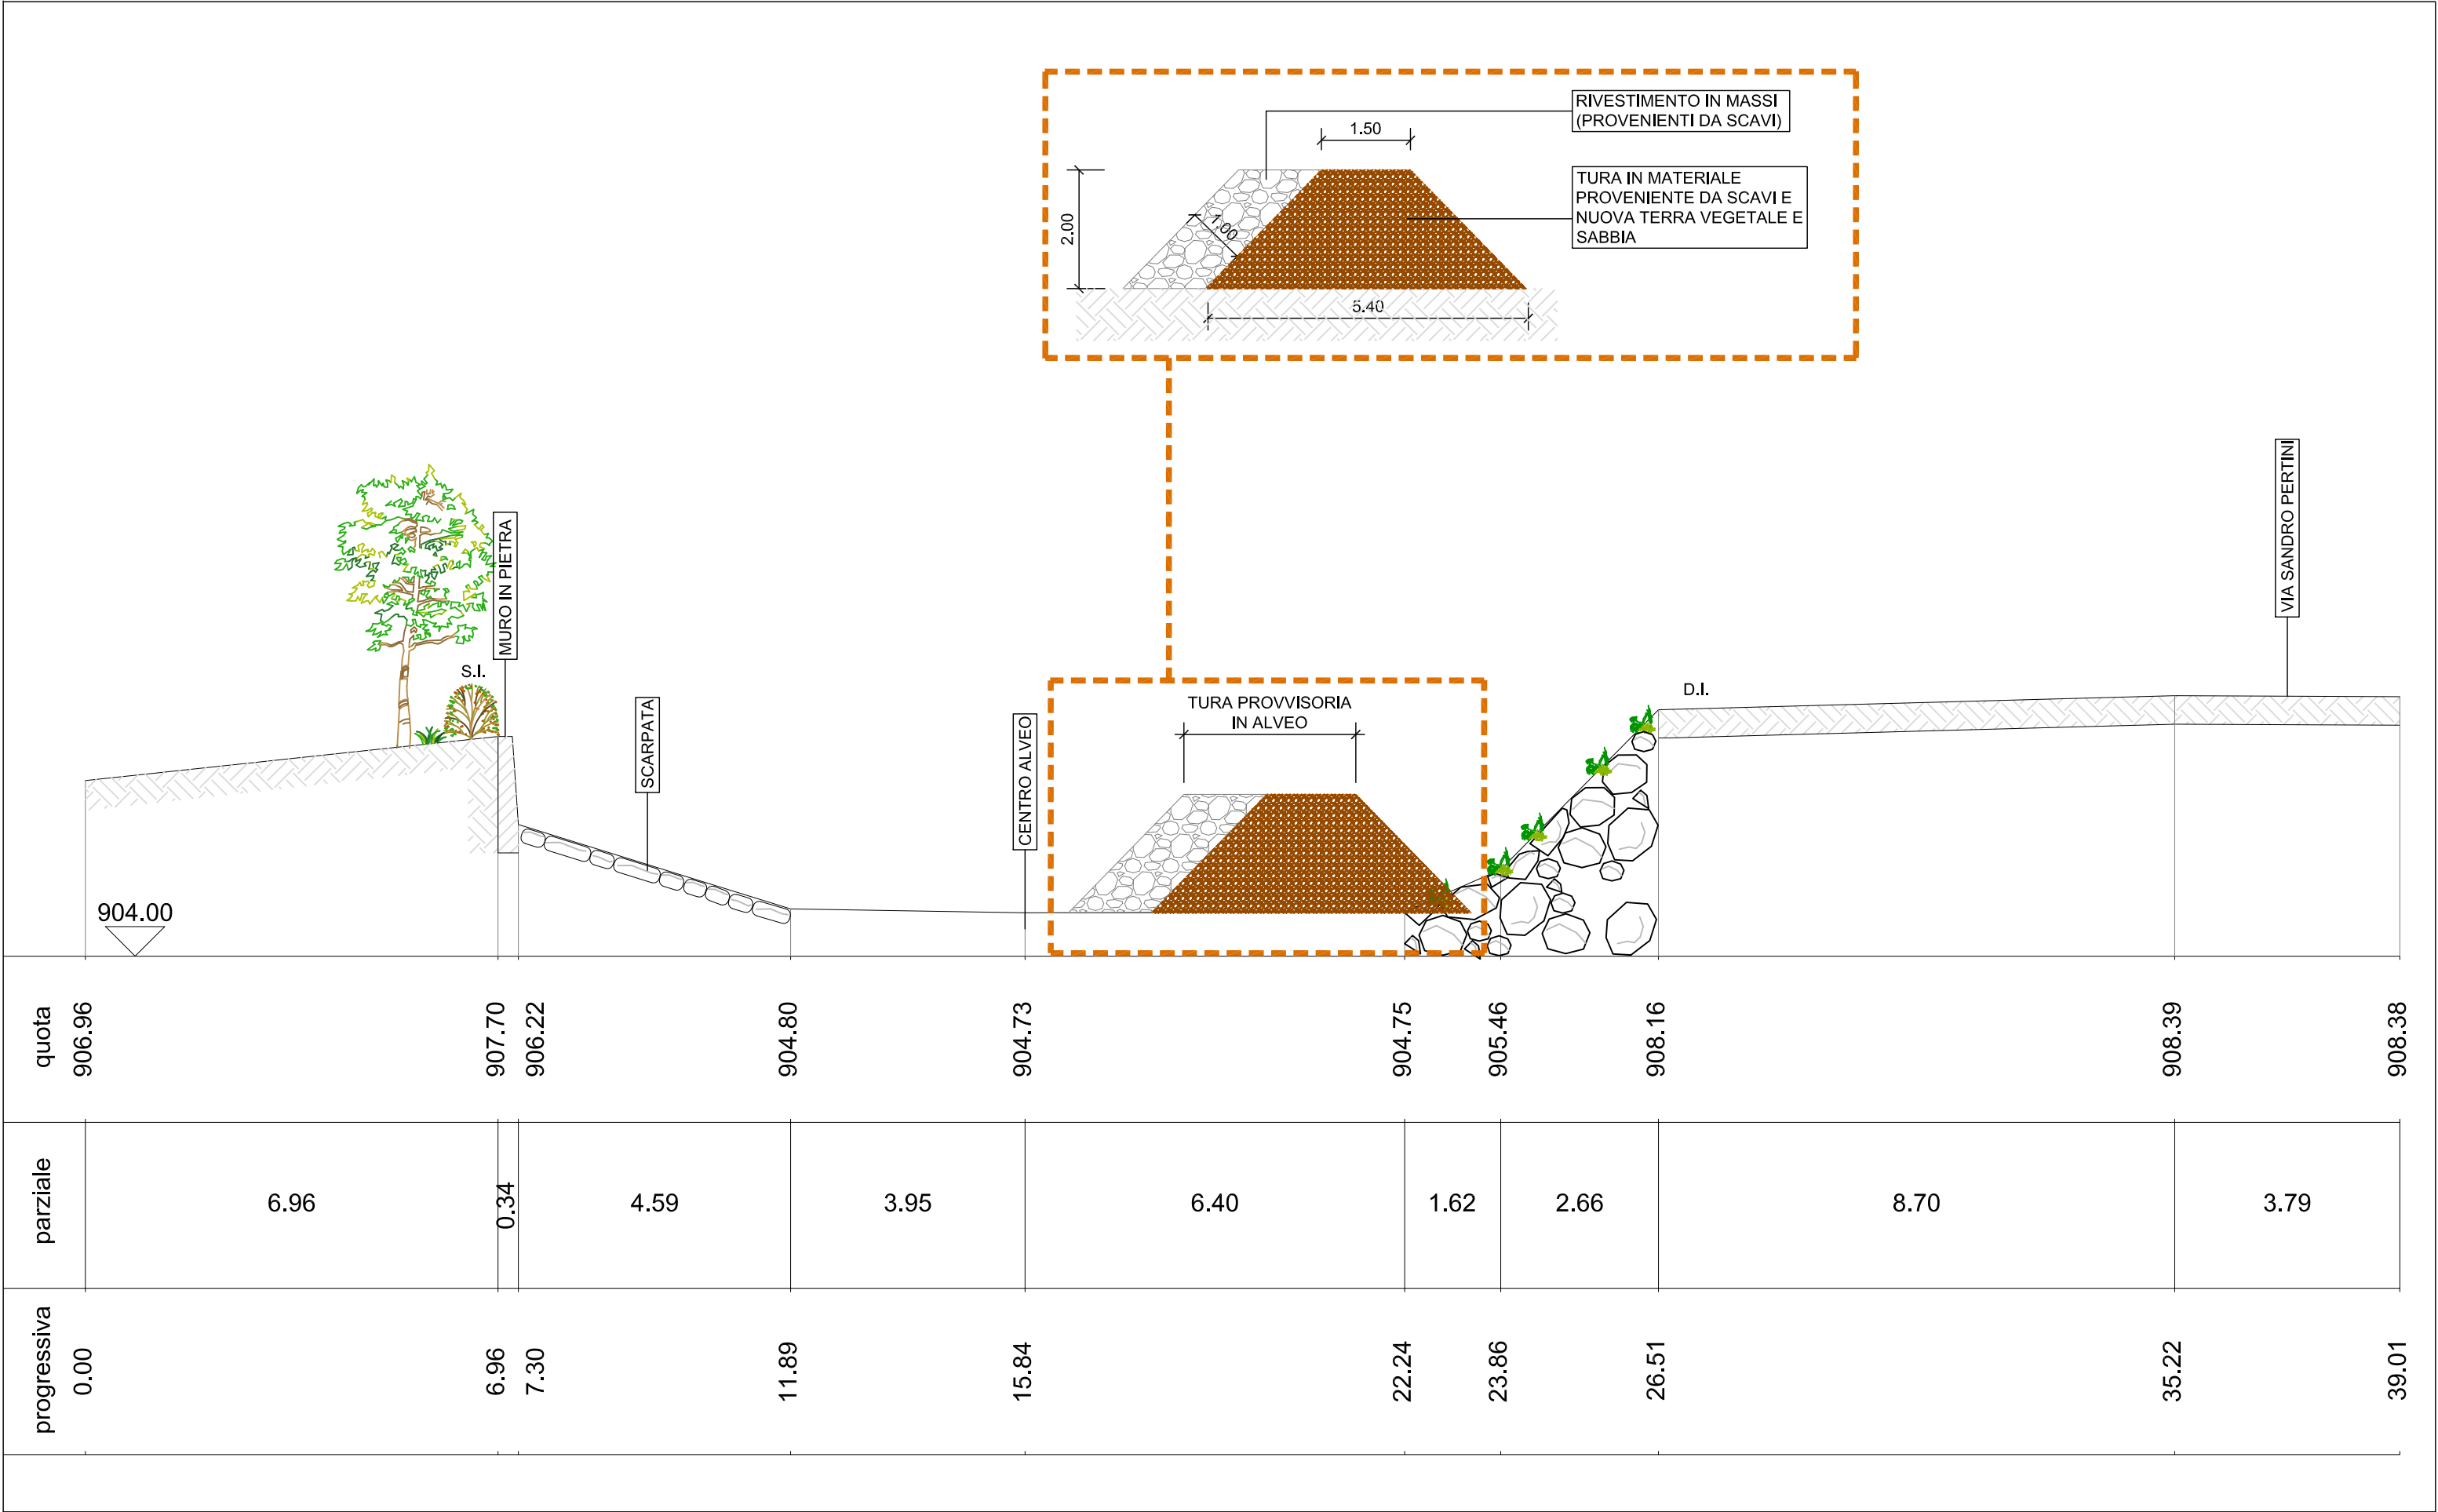 RIVESTIMENTO IN MASSI
(PROVENIENTI DA SCAVI)
1.50
TURA IN MATERIALE
PROVENIENTE DA SCAVI E
NUOVA TERRA VEGETALE E
SABBIA
2.00
1.00
5.40
VIA SANDRO PERTINI
MURO IN PIETRA
S.I.
SCARPATA
CENTRO ALVEO
TURA PROVVISORIA
IN ALVEO
D.I.
904.00
quota
906.96
907.70
906.22
904.80
904.73
904.75
905.46
908.16
908.39
908.38
parziale
6.96
0.34
4.59
3.95
6.40
1.62
2.66
8.70
3.79
progressiva
0.00
6.96
7.30
11.89
15.84
22.24
23.86
26.51
35.22
39.01